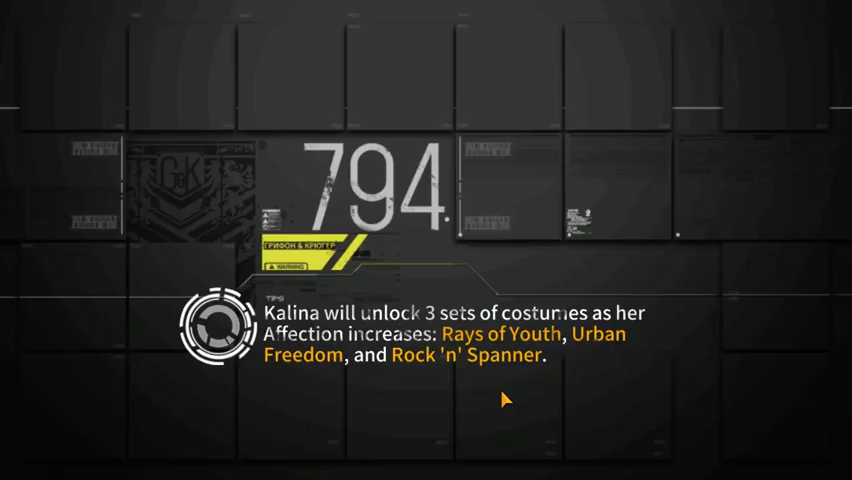 G&K
794.
ГРИФОН & КРЮГЕР
WARNING
TIPS
Kalina will unlock 3 sets of costumes as her
Affection increases: Rays of Youth, Urban
Freedom, and Rock 'n' Spanner.